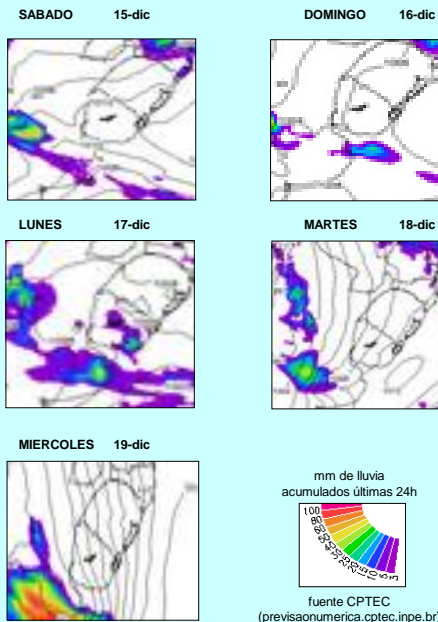 SABADO 15-dic
DOMINGO 16-dic
LUNES 17-dic
MARTES 18-dic
MIERCOLES 19-dic
mm de lluvia
acumulados últimas 24h
100
fuente CPTEC
(previsaonumerica.cptec.inpe.br)